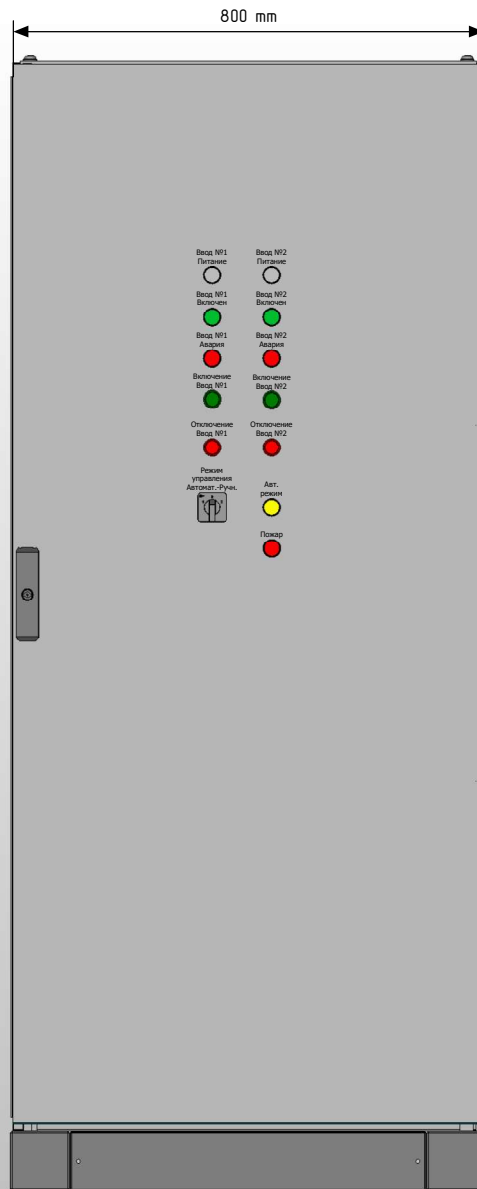 800 mm
Ввод №1
Питание
Ввод №2
Питание
Ввод №1
Включен
Ввод №2
Включен
Ввод №1
Авария
Ввод №2
Авария
Включение
Ввод №1
Включение
Ввод №2
Отключение
Ввод №1
Отключение
Ввод №2
Режим
управления
Автомат.-Ручн.
Авт.
режим
Пожар